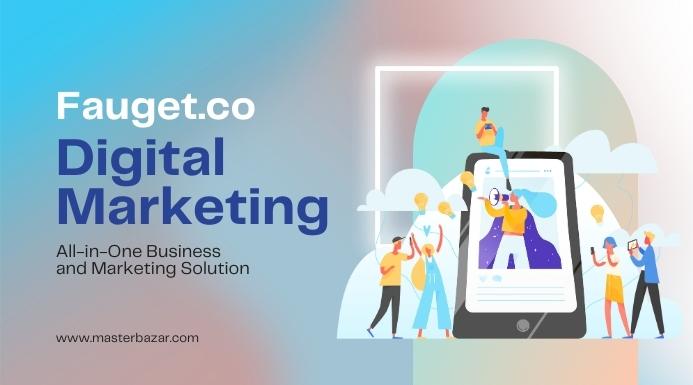 Fauget.co
Digital
Marketing
All-in-One Business
and Marketing Solution
www.masterbazar.com